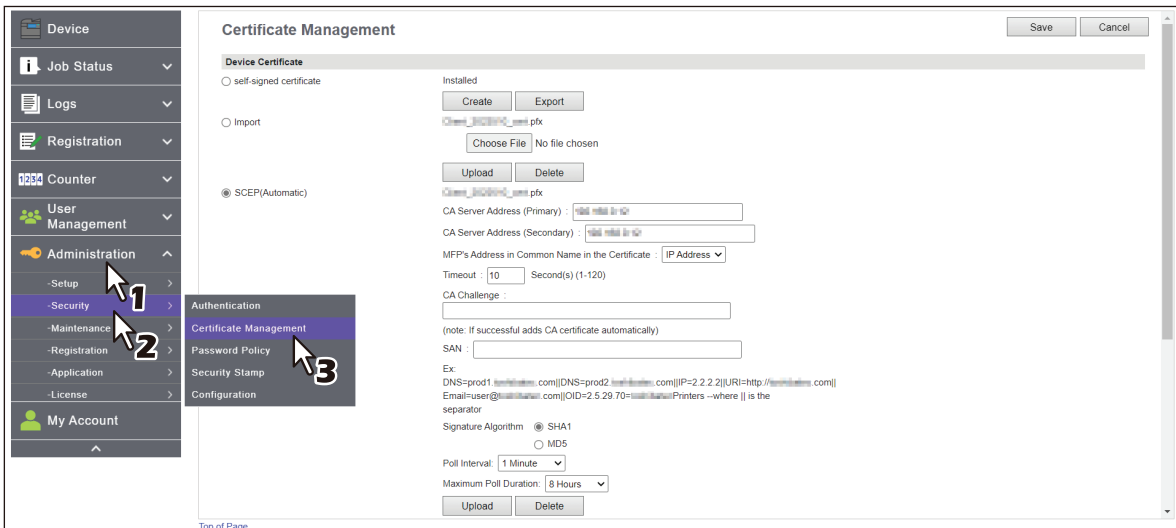 Device
Job Status
Logs
Registration
1234 Counter
User
Management
Administration
-Setup
-Security
-Maintenance
-Registration
-Application
-License
My Account
1
2
Authentication
Certificate Management
Password Policy
Security Stamp
Configuration
3
Certificate Management
Save Cancel
Device Certificate
self-signed certificate Installed
Create Export
Import .pfx
Choose File No file chosen
Upload Delete
SCEP(Automatic) .pfx
CA Server Address (Primary) :
CA Server Address (Secondary) :
MFP's Address in Common Name in the Certificate : IP Address
Timeout : 10 Second(s) (1-120)
CA Challenge :
(note: If successful adds CA certificate automatically)
SAN :
Ex:
DNS=prod1. .com||DNS=prod2. .com||IP=2.2.2.2||URI=http:// .com||
Email=user@ .com||OID=2.5.29.70= Printers --where || is the
separator
Signature Algorithm SHA1
MD5
Poll Interval: 1 Minute
Maximum Poll Duration: 8 Hours
Upload Delete
Top of Page